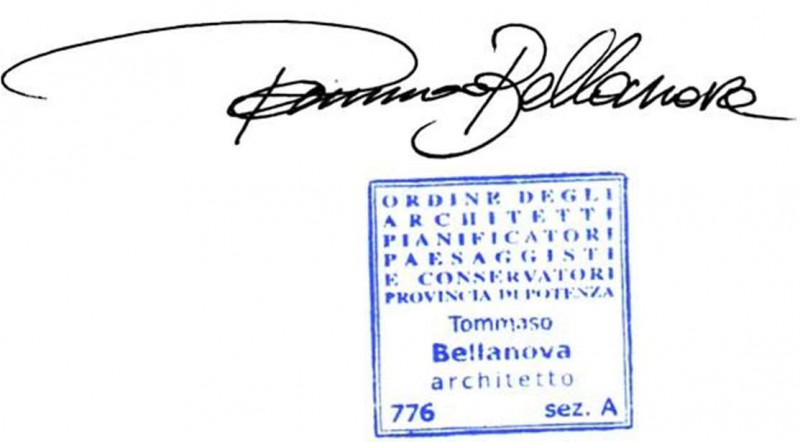 Tommaso Bellanova
ORDINE DEGLI
ARCHITETTI
PIANIFICATORI
PAESAGGISTI
E CONSERVATORI
PROVINCIA DI POTENZA
Tommaso
Bellanova
architetto
776 sez. A